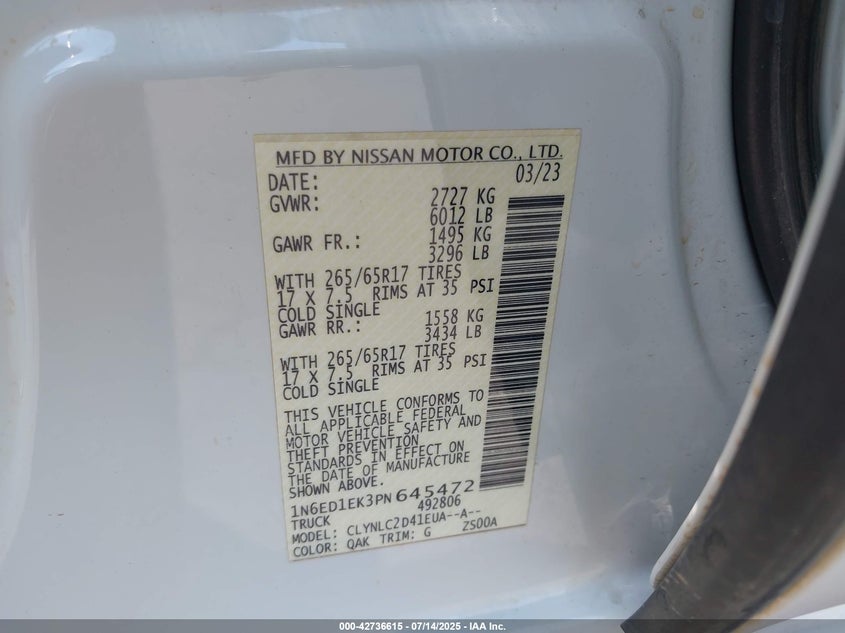 MFD BY NISSAN MOTOR CO., LTD.
DATE: 03/23
GVWR: 2727 KG
6012 LB
GAWR FR.: 1495 KG
3296 LB
WITH 265/65R17 TIRES
17 X 7.5 RIMS AT 35 PSI
COLD SINGLE
GAWR RR.: 1558 KG
3434 LB
WITH 265/65R17 TIRES
17 X 7.5 RIMS AT 35 PSI
COLD SINGLE
THIS VEHICLE CONFORMS TO
ALL APPLICABLE FEDERAL
MOTOR VEHICLE SAFETY AND
THEFT PREVENTION
STANDARDS IN EFFECT ON
THE DATE OF MANUFACTURE
SHOWN ABOVE.
1N6ED1EK3PN645472
TRUCK 492806
MODEL: CLYNLC2D41EUA--A--
COLOR: QAK TRIM: G ZS00A
000-42736615 - 07/14/2025 - IAA Inc.